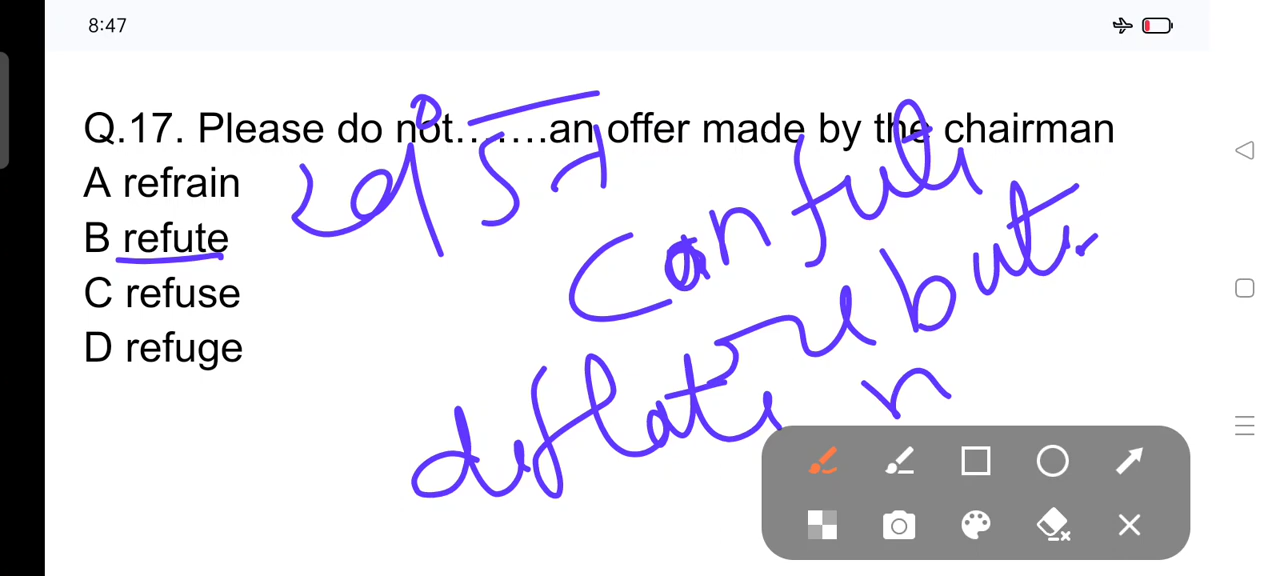 8:47
Q.17. Please do not........an offer made by the chairman
A refrain
B refute
C refuse
D refuge
confute
rebut
deflate